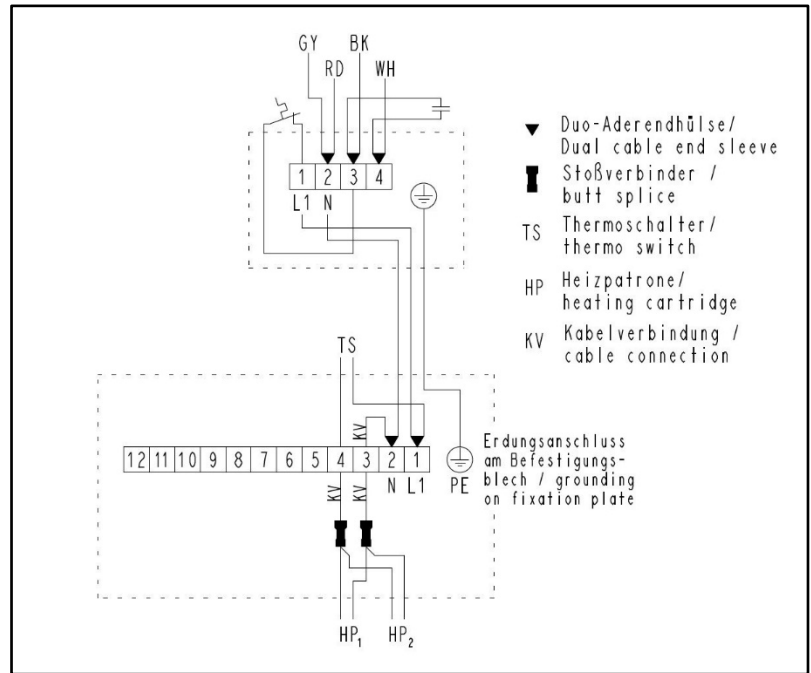 GY BK
RD WH
1 2 3 4
L1 N
Duo-Aderendhülse/
Dual cable end sleeve
Stoßverbinder /
butt splice
TS Thermoschalter/
thermo switch
HP Heizpatrone/
heating cartridge
KV Kabelverbindung /
cable connection
TS
KV
12 11 10 9 8 7 6 5 4 3 2 1
KV KV N L1 PE
Erdungsanschluss
am Befestigungs-
blech / grounding
on fixation plate
HP₁ HP₂